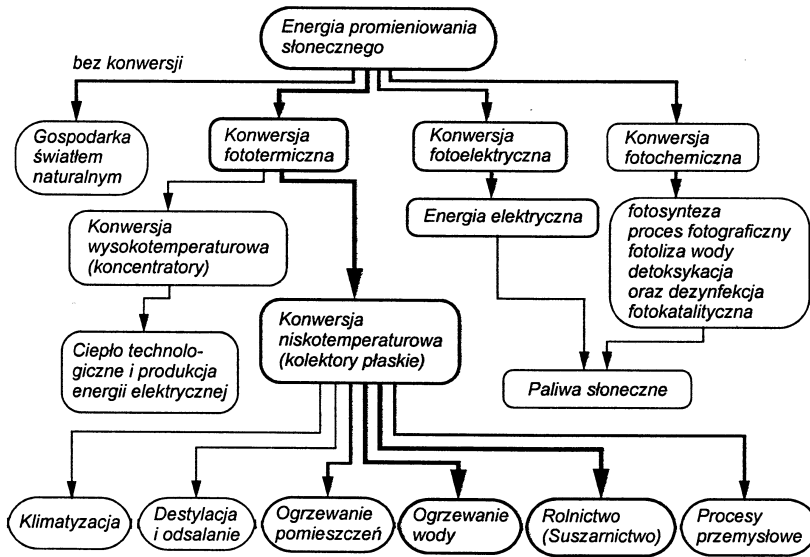 Energia promieniowania
słonecznego
bez konwersji
Gospodarka
światłem
naturalnym
Konwersja
fototermiczna
Konwersja
fotoelektryczna
Konwersja
fotochemiczna
Konwersja
wysokotemperaturowa
(koncentratory)
Energia elektryczna
fotosynteza
proces fotograficzny
fotoliza wody
detoksykacja
oraz dezynfekcja
fotokatalityczna
Ciepło technolo-
giczne i produkcja
energii elektrycznej
Konwersja
niskotemperaturowa
(kolektory płaskie)
Paliwa słoneczne
Klimatyzacja
Destylacja
i odsalanie
Ogrzewanie
pomieszczeń
Ogrzewanie
wody
Rolnictwo
(Suszarnictwo)
Procesy
przemysłowe